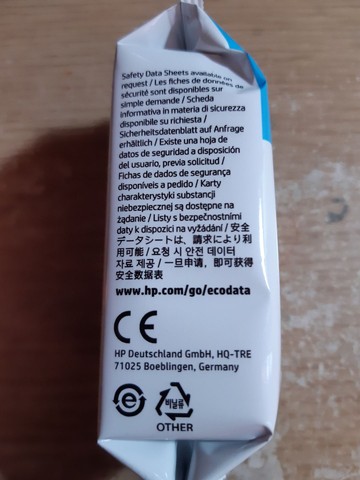 Safety Data Sheets available on
request / Les fiches de données de
sécurité sont disponibles sur
simple demande / Scheda
Informativa in materia di sicurezza
disponibile su richiesta /
Sicherheitsdatenblatt auf Anfrage
erhältlich / Existe una hoja de
datos de seguridad a disposición
del usuario, previa solicitud /
Fichas de dados de segurança
disponíveis a pedido / Karty
charakterystyki substancji
niebezpiecznej są dostępne na
żądanie / Listy s bezpečnostními
daty k dispozici na vyžádání / 安全
データシートは、請求により利
用可能 / 요청 시 안전 데이터
자료 제공 / 一旦申请，即可获得
安全数据表
www.hp.com/go/ecodata
CE
HP Deutschland GmbH, HQ-TRE
71025 Boeblingen, Germany
e
비닐류
OTHER